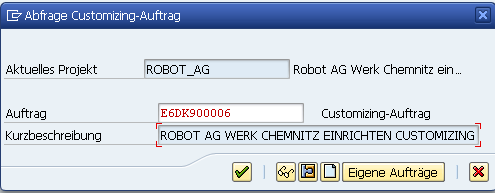 Abfrage Customizing-Auftrag
Aktuelles Projekt ROBOT_AG Robot AG Werk Chemnitz ein...
Auftrag E6DK900006 Customizing-Auftrag
Kurzbeschreibung ROBOT AG WERK CHEMNITZ EINRICHTEN CUSTOMIZING
Eigene Aufträge